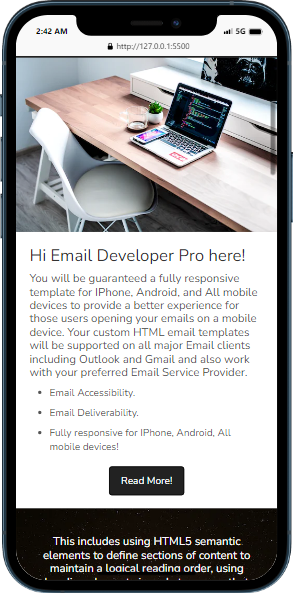 2:42 AM
5G
http://127.0.0.1:5500
Hi Email Developer Pro here!
You will be guaranteed a fully responsive
template for IPhone, Android, and All mobile
devices to provide a better experience for
those users opening your emails on a mobile
device. Your custom HTML email templates
will be supported on all major Email clients
including Outlook and Gmail and also work
with your preferred Email Service Provider.
• Email Accessibility.
• Email Deliverability.
• Fully responsive for IPhone, Android, All
mobile devices!
Read More!
This includes using HTML5 semantic
elements to define sections of content to
maintain a logical reading order, using